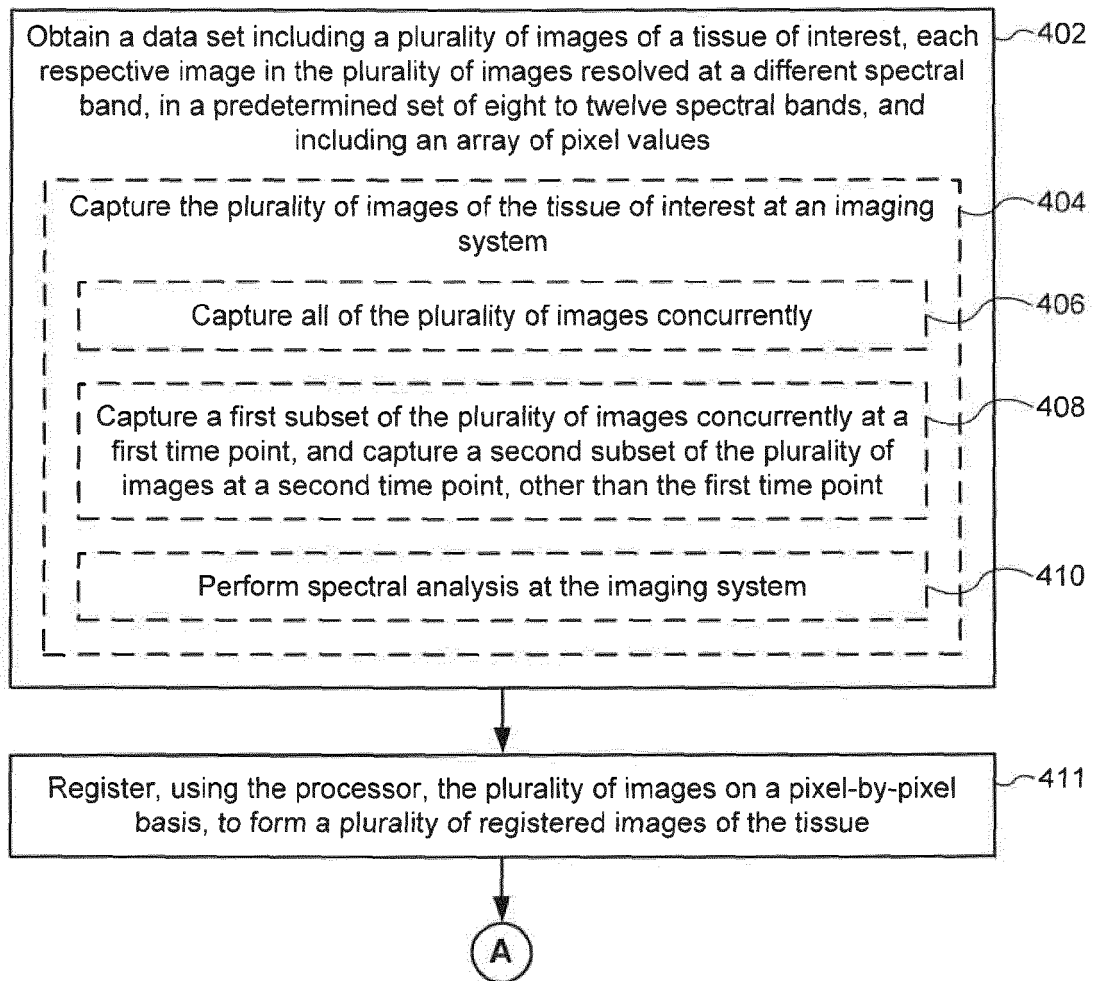 Obtain a data set including a plurality of images of a tissue of interest, each
respective image in the plurality of images resolved at a different spectral
band, in a predetermined set of eight to twelve spectral bands, and
including an array of pixel values
402
Capture the plurality of images of the tissue of interest at an imaging
system
404
Capture all of the plurality of images concurrently
406
Capture a first subset of the plurality of images concurrently at a
first time point, and capture a second subset of the plurality of
images at a second time point, other than the first time point
408
Perform spectral analysis at the imaging system
410
Register, using the processor, the plurality of images on a pixel-by-pixel
basis, to form a plurality of registered images of the tissue
411
A